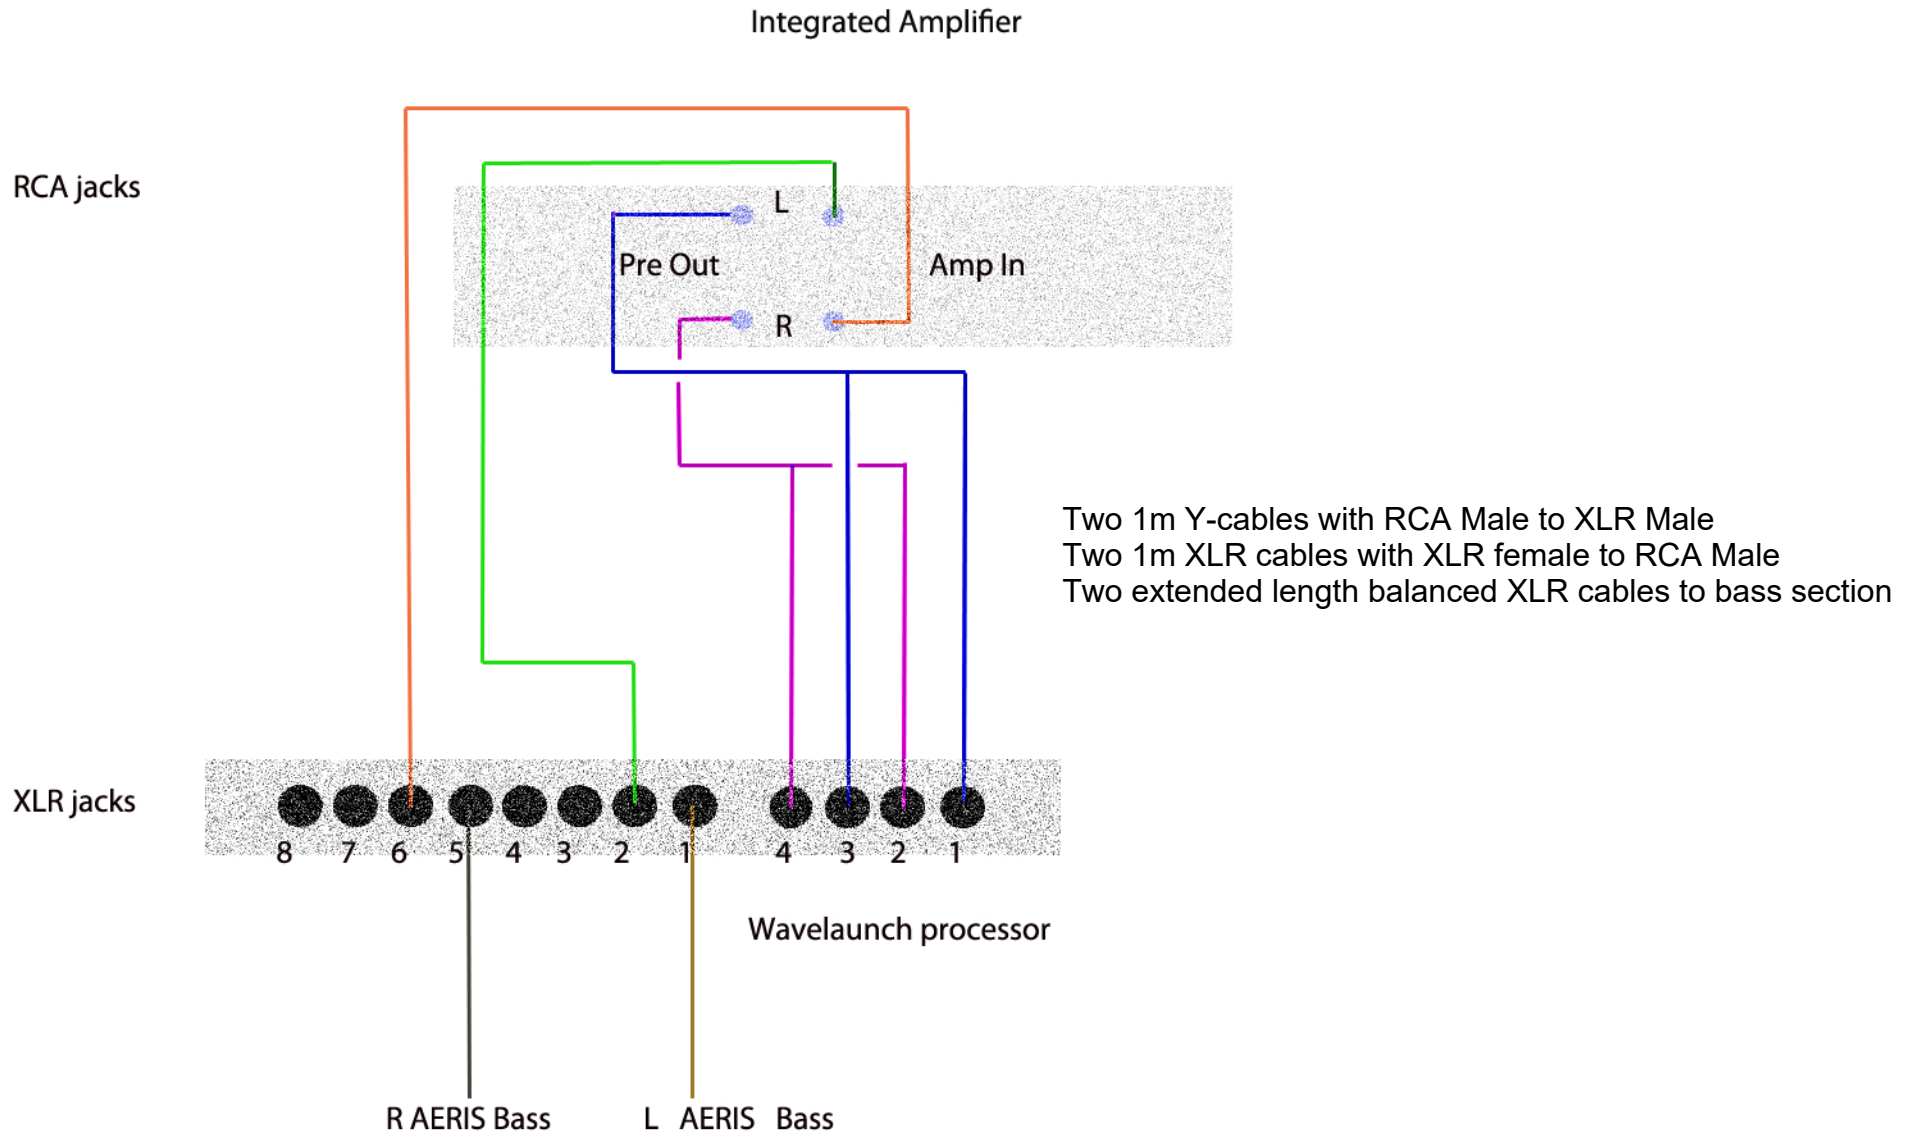 Integrated Amplifier
RCA jacks
L
Pre Out
Amp In
R
Two 1m Y-cables with RCA Male to XLR Male
Two 1m XLR cables with XLR female to RCA Male
Two extended length balanced XLR cables to bass section
XLR jacks
8 7 6 5 4 3 2 1 4 3 2 1
Wavelaunch processor
R AERIS Bass
L AERIS Bass